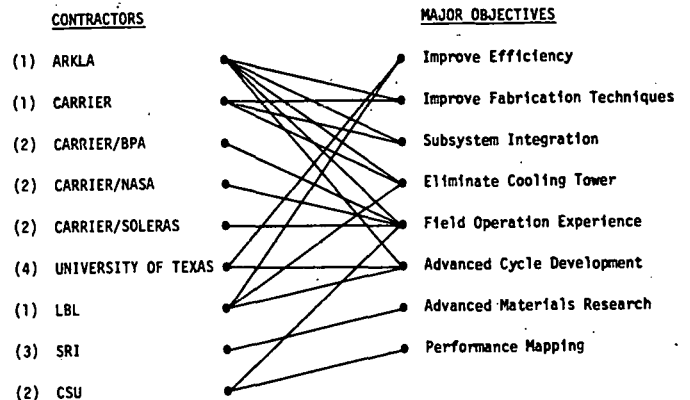 CONTRACTORS
MAJOR OBJECTIVES
(1) ARKLA
Improve Efficiency
(1) CARRIER
Improve Fabrication Techniques
(2) CARRIER/BPA
Subsystem Integration
(2) CARRIER/NASA
Eliminate Cooling Tower
(2) CARRIER/SOLERAS
Field Operation Experience
(4) UNIVERSITY OF TEXAS
Advanced Cycle Development
(1) LBL
Advanced Materials Research
(3) SRI
Performance Mapping
(2) CSU